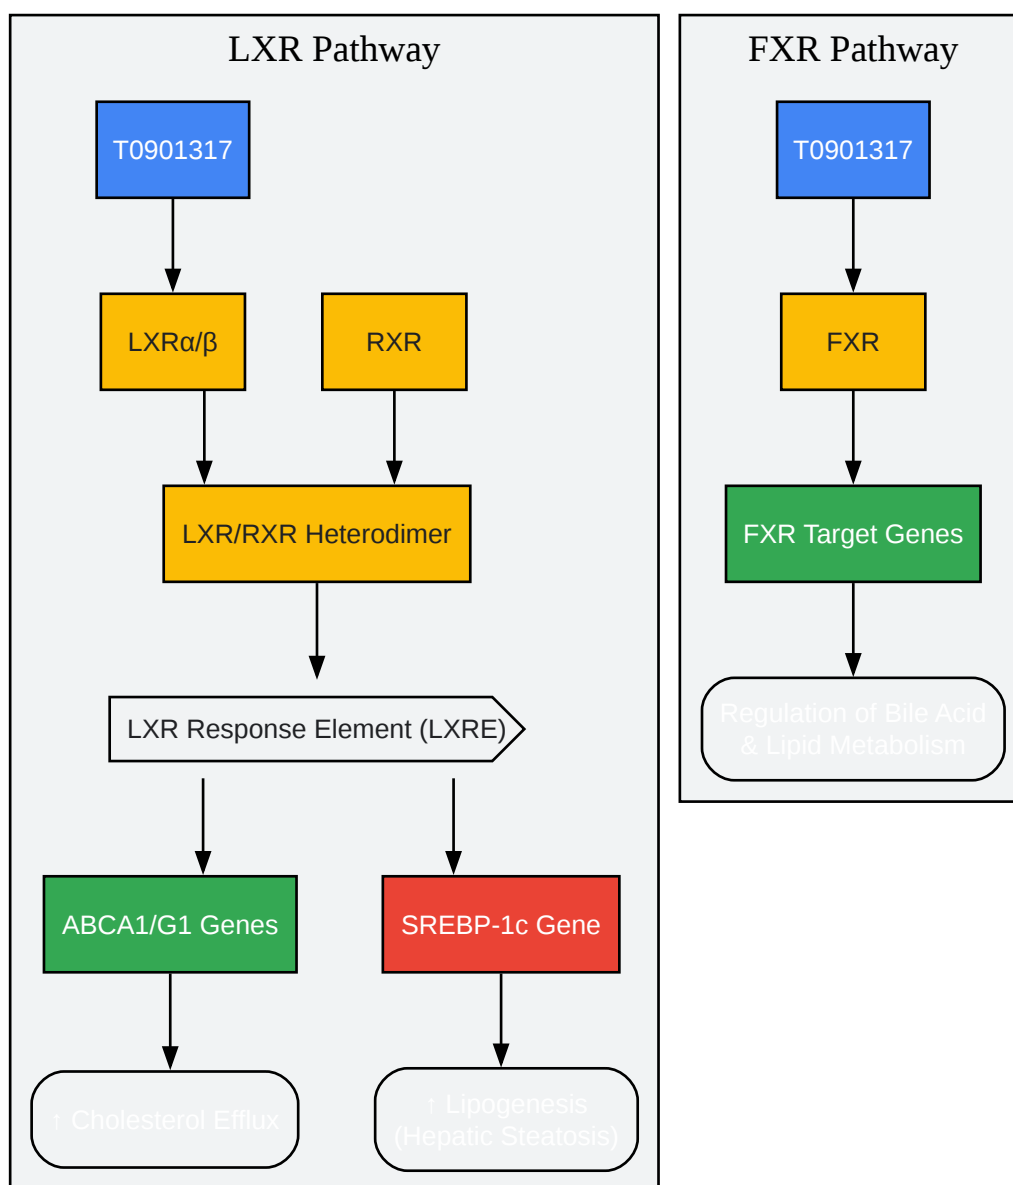 LXR Pathway
T0901317
LXRα/β
RXR
LXR/RXR Heterodimer
LXR Response Element (LXRE)
ABCA1/G1 Genes
SREBP-1c Gene
↑ Cholesterol Efflux
↑ Lipogenesis
(Hepatic Steatosis)
FXR Pathway
T0901317
FXR
FXR Target Genes
Regulation of Bile Acid
& Lipid Metabolism